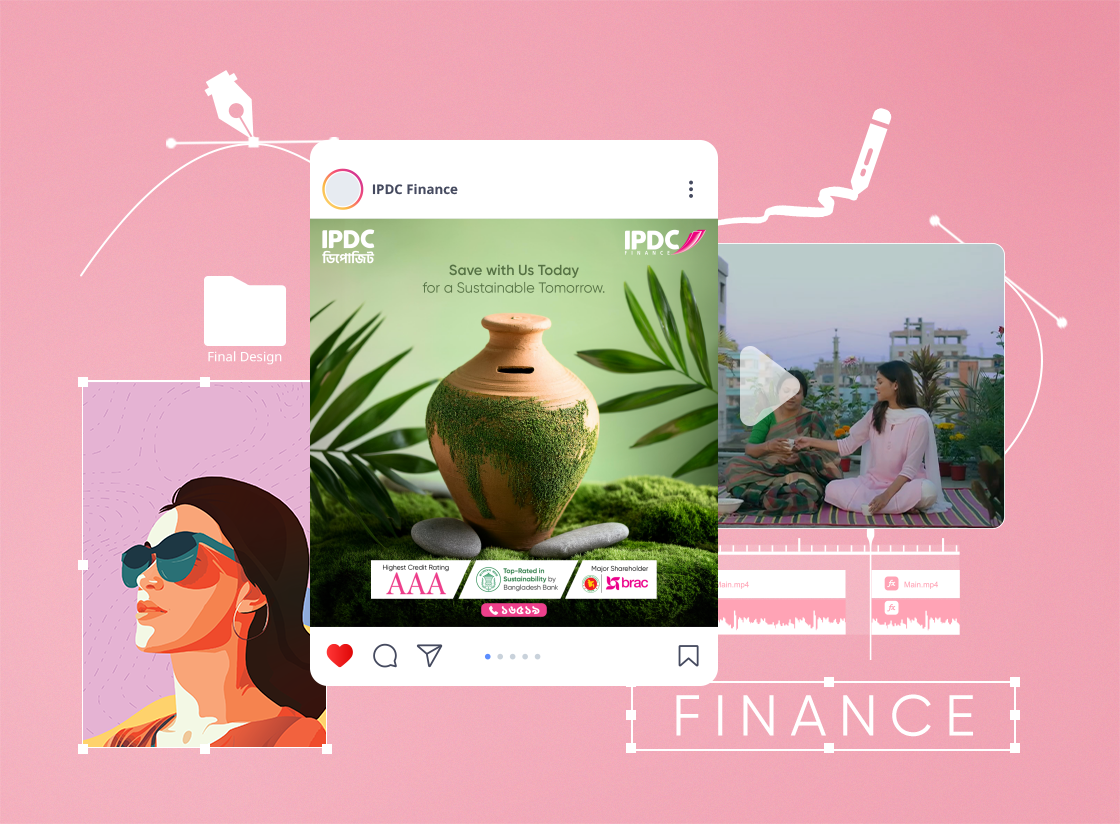 IPDC Finance
IPDC
ডিপোজিট
IPDC
FINANCE
Save with Us Today
for a Sustainable Tomorrow.
Final Design
Highest Credit Rating
AAA
Top-Rated in
Sustainability by
Bangladesh Bank
Major Shareholder
brac
১৬৫১৯
Main.mp4
fx
Main.mp4
fx
FINANCE